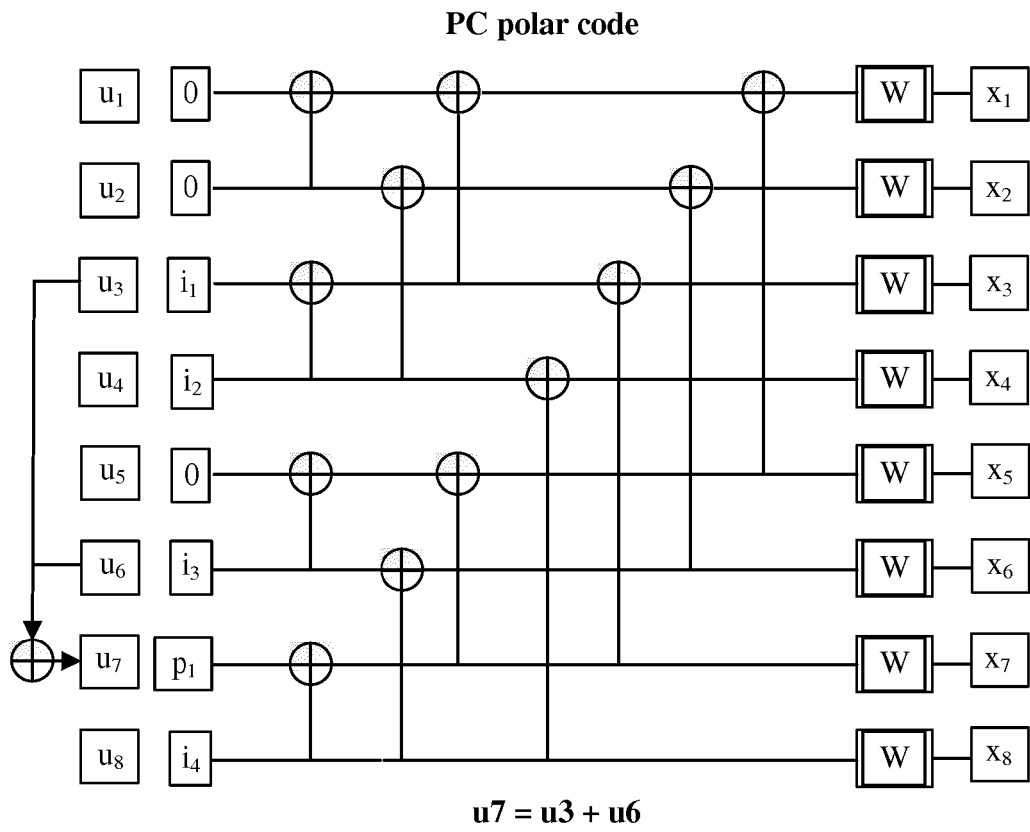 PC polar code
u₁ 0 W x₁
u₂ 0 W x₂
u₃ i₁ W x₃
u₄ i₂ W x₄
u₅ 0 W x₅
u₆ i₃ W x₆
u₇ p₁ W x₇
u₈ i₄ W x₈
u7 = u3 + u6